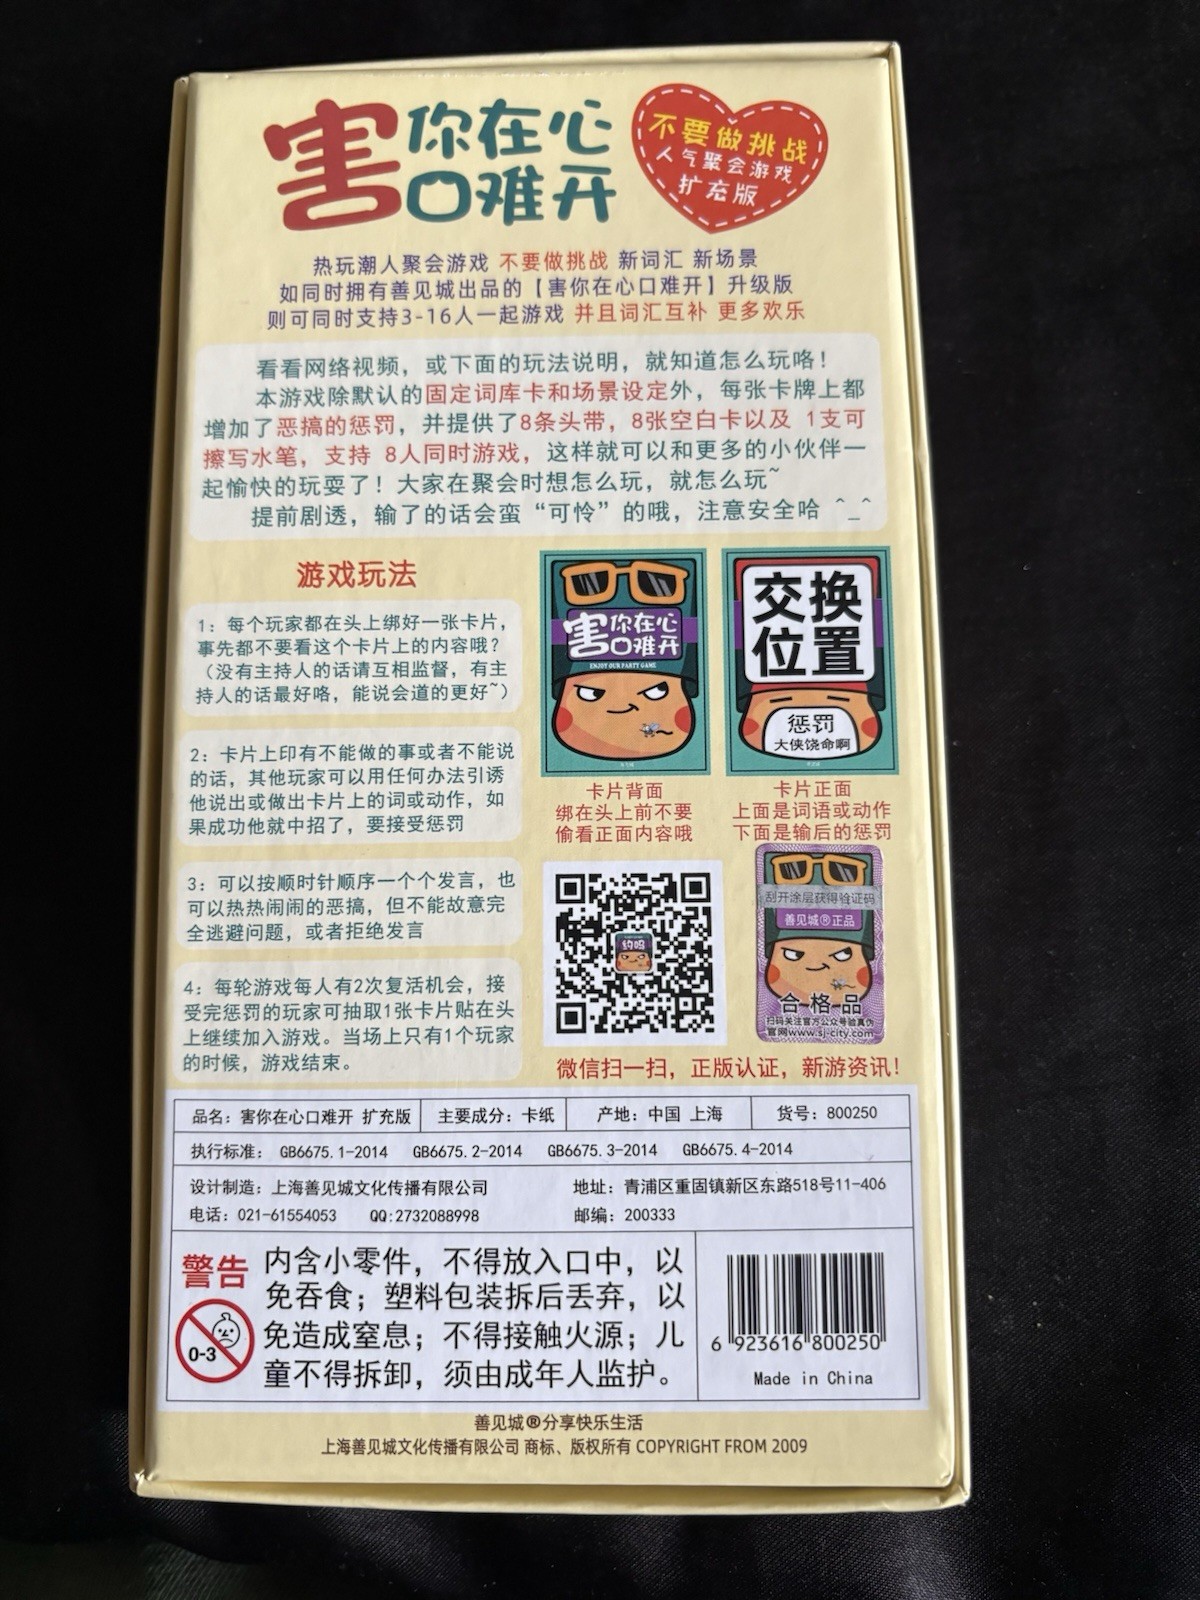 害你在心
口难开
不要做挑战
人气聚会游戏
扩充版
热玩潮人聚会游戏 不要做挑战 新词汇 新场景
如同时拥有善见城出品的【害你在心口难开】升级版
则可同时支持3-16人一起游戏 并且词汇互补 更多欢乐
看看网络视频，或下面的玩法说明，就知道怎么玩咯！
本游戏除默认的固定词库卡和场景设定外，每张卡牌上都
增加了恶搞的惩罚，并提供了8条头带，8张空白卡以及 1支可
擦写水笔，支持 8人同时游戏，这样就可以和更多的小伙伴一
起愉快的玩耍了！大家在聚会时想怎么玩，就怎么玩~
提前剧透，输了的话会蛮“可怜”的哦，注意安全哈 ^_^
游戏玩法
1：每个玩家都在头上绑好一张卡片，
事先都不要看这个卡片上的内容哦？
（没有主持人的话请互相监督，有主
持人的话最好咯，能说会道的更好~）
2：卡片上印有不能做的事或者不能说
的话，其他玩家可以用任何办法引诱
他说出或做出卡片上的词或动作，如
果成功他就中招了，要接受惩罚
3：可以按顺时针顺序一个个发言，也
可以热热闹闹的恶搞，但不能故意完
全逃避问题，或者拒绝发言
4：每轮游戏每人有2次复活机会，接
受完惩罚的玩家可抽取1张卡片贴在头
上继续加入游戏。当场上只有1个玩家
的时候，游戏结束。
害你在心
口难开
ENJOY OUR PARTY GAME
交换
位置
惩罚
大侠饶命啊
卡片背面
绑在头上前不要
偷看正面内容哦
卡片正面
上面是词语或动作
下面是输后的惩罚
约吗
刮开涂层获得验证码
善见城®正品
合格品
扫码关注官方公众号验真伪
官网www.sj-city.com
微信扫一扫，正版认证，新游资讯！
品名：害你在心口难开 扩充版 主要成分：卡纸 产地：中国 上海 货号：800250
执行标准： GB6675.1-2014 GB6675.2-2014 GB6675.3-2014 GB6675.4-2014
设计制造：上海善见城文化传播有限公司 地址：青浦区重固镇新区东路518号11-406
电话：021-61554053 QQ:2732088998 邮编：200333
警告
0-3
内含小零件，不得放入口中，以
免吞食；塑料包装拆后丢弃，以
免造成窒息；不得接触火源；儿
童不得拆卸，须由成年人监护。
6 923616 800250
Made in China
善见城®分享快乐生活
上海善见城文化传播有限公司 商标、版权所有 COPYRIGHT FROM 2009